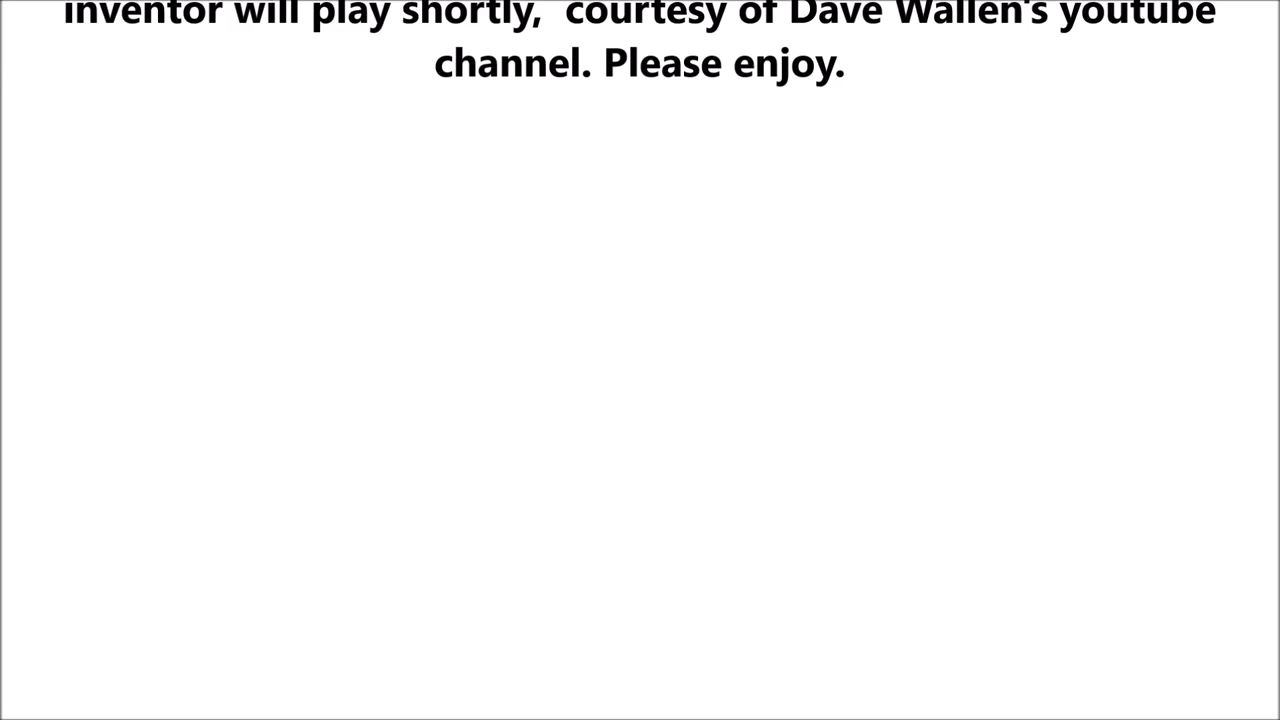 inventor will play shortly,  courtesy of Dave Wallen's youtube
channel. Please enjoy.